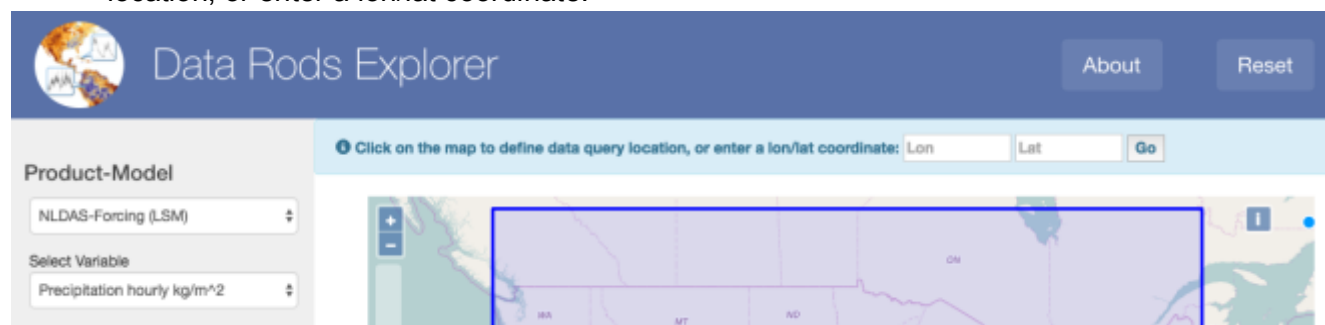 Data Rods Explorer
About
Reset
Click on the map to define data query location, or enter a lon/lat coordinate: Lon Lat Go
Product-Model
NLDAS-Forcing (LSM)
Select Variable
Precipitation hourly kg/m^2
+
−
i
ON
WA
MT
ND